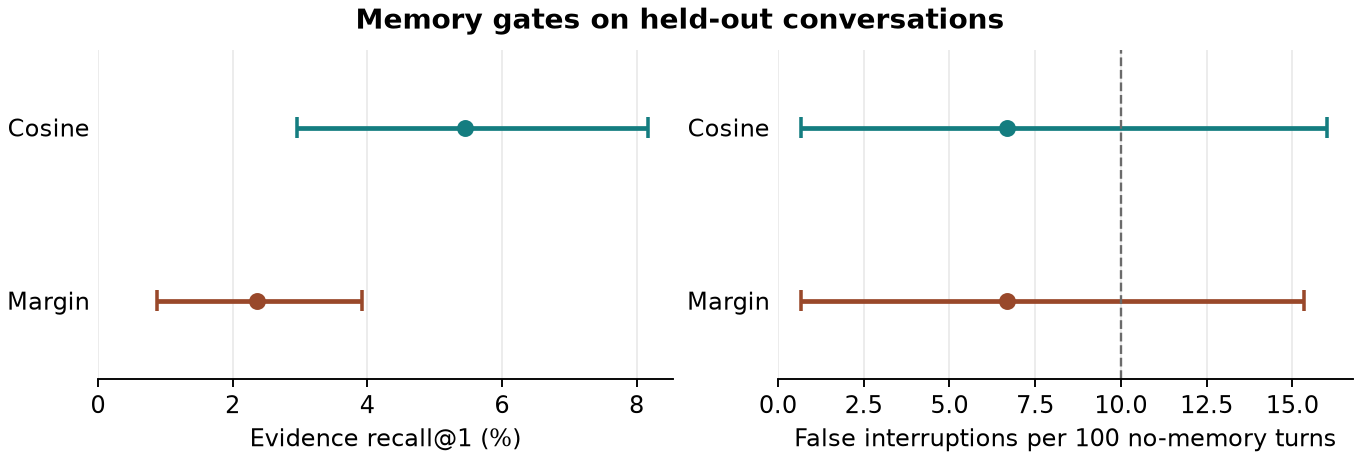 Memory gates on held-out conversations
Cosine
Margin
0 2 4 6 8
Evidence recall@1 (%)
Cosine
Margin
0.0 2.5 5.0 7.5 10.0 12.5 15.0
False interruptions per 100 no-memory turns